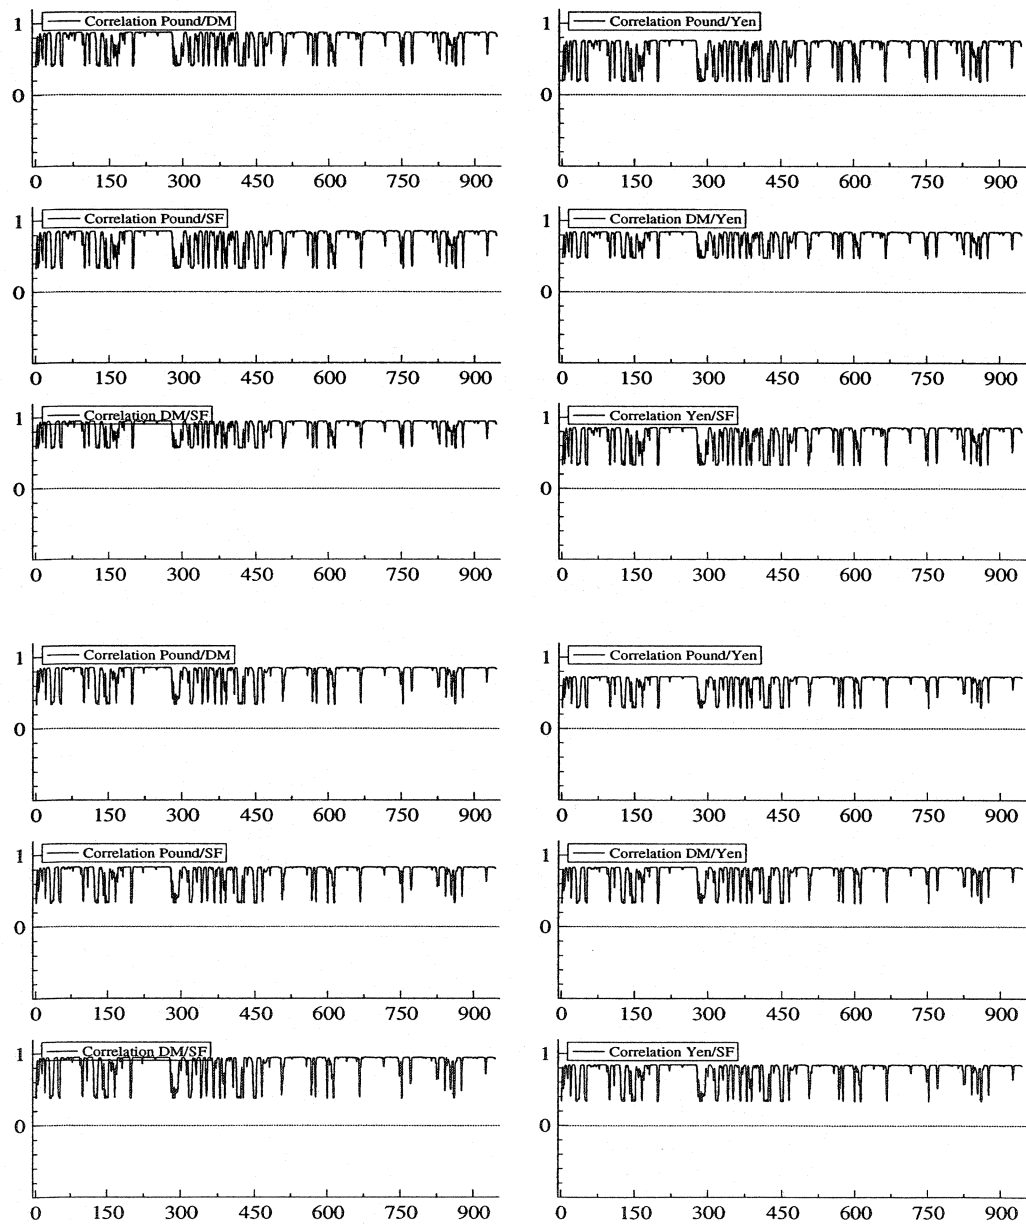 1 Correlation Pound/DM
0
0 150 300 450 600 750 900
1 Correlation Pound/Yen
0
0 150 300 450 600 750 900
1 Correlation Pound/SF
0
0 150 300 450 600 750 900
1 Correlation DM/Yen
0
0 150 300 450 600 750 900
1 Correlation DM/SF
0
0 150 300 450 600 750 900
1 Correlation Yen/SF
0
0 150 300 450 600 750 900
1 Correlation Pound/DM
0
0 150 300 450 600 750 900
1 Correlation Pound/Yen
0
0 150 300 450 600 750 900
1 Correlation Pound/SF
0
0 150 300 450 600 750 900
1 Correlation DM/Yen
0
0 150 300 450 600 750 900
1 Correlation DM/SF
0
0 150 300 450 600 750 900
1 Correlation Yen/SF
0
0 150 300 450 600 750 900